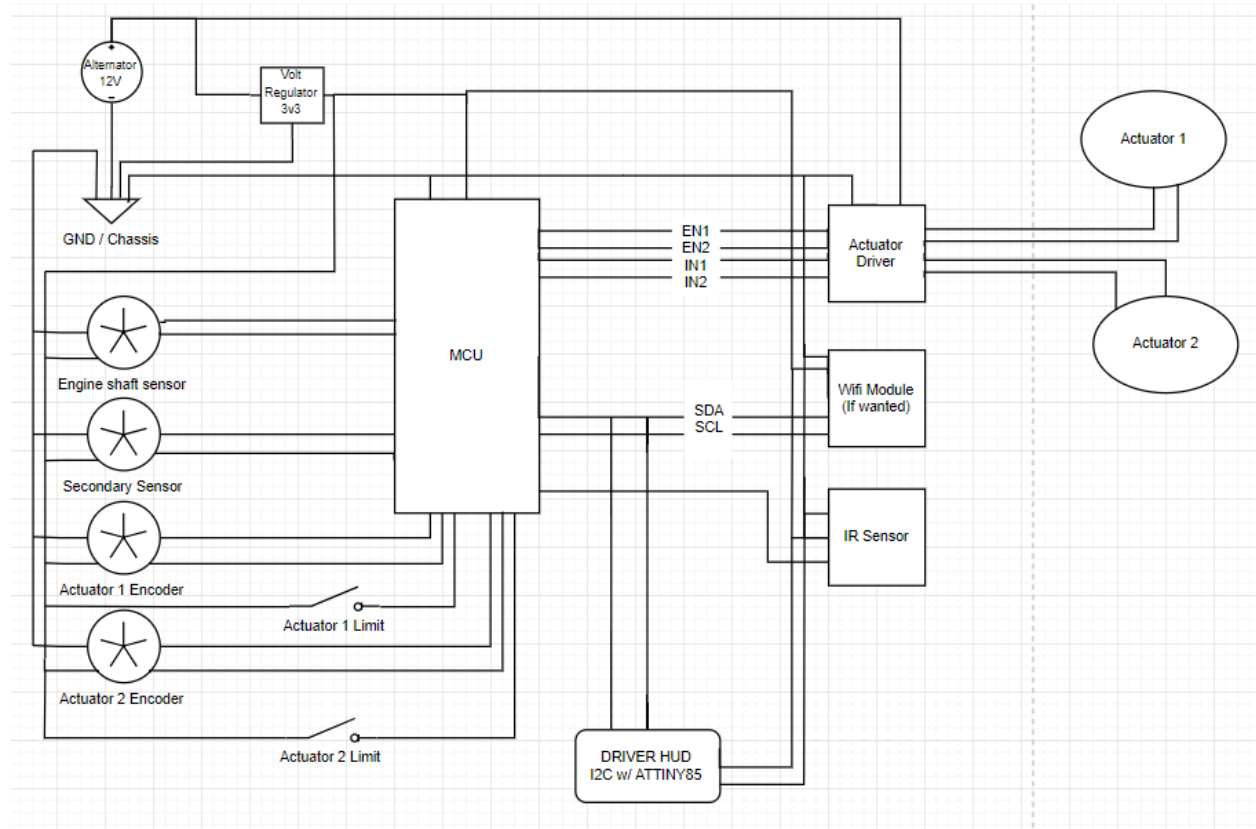 Alternator
12V
Volt
Regulator
3v3
GND / Chassis
Engine shaft sensor
Secondary Sensor
Actuator 1 Encoder
Actuator 1 Limit
Actuator 2 Encoder
Actuator 2 Limit
MCU
EN1
EN2
IN1
IN2
SDA
SCL
Actuator
Driver
Wifi Module
(If wanted)
IR Sensor
DRIVER HUD
I2C w/ ATTINY85
Actuator 1
Actuator 2